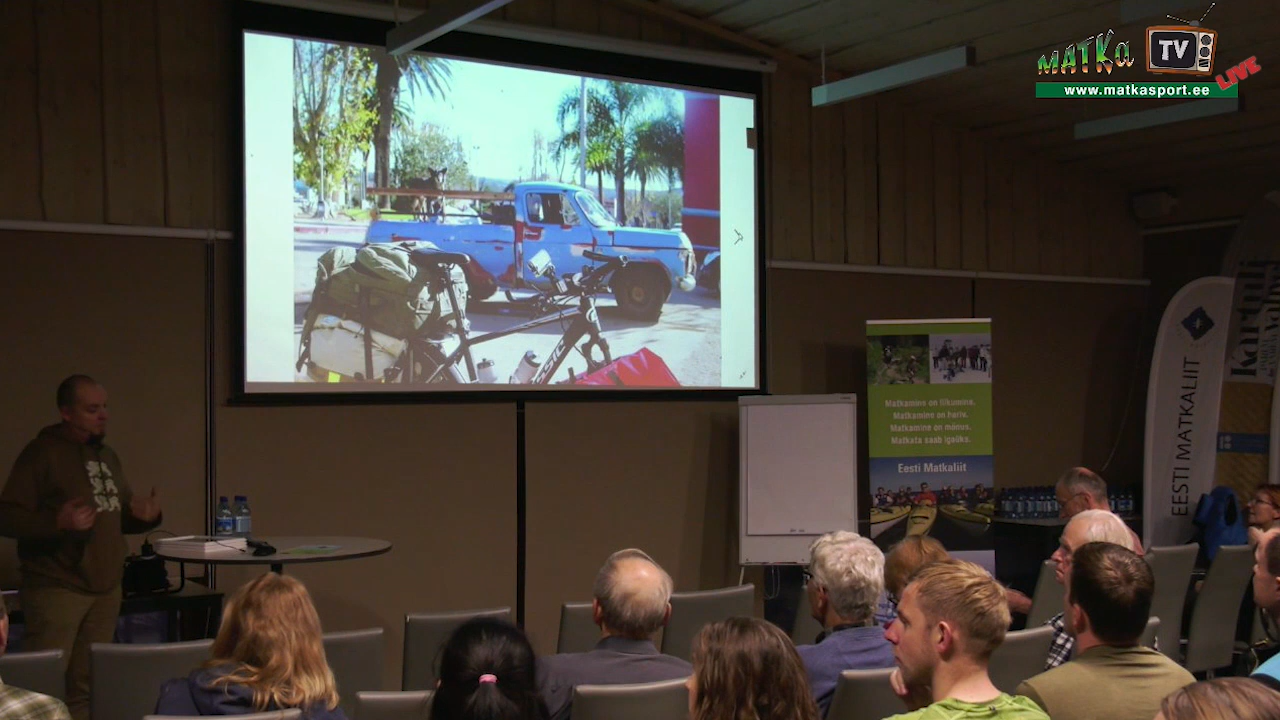 MATKa
TV
LIVE
www.matkasport.ee
Matkamine on liikumine,
Matkamine on haris.
Matkamine on mõnus.
Matkata saab igaüks.
Eesti Matkaliit
EESTI MATKALIIT